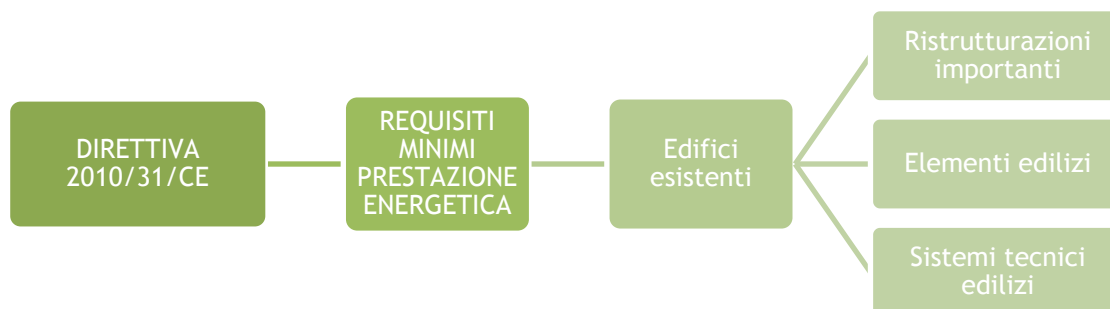 DIRETTIVA
2010/31/CE
REQUISITI
MINIMI
PRESTAZIONE
ENERGETICA
Edifici
esistenti
Ristrutturazioni
importanti
Elementi edilizi
Sistemi tecnici
edilizi